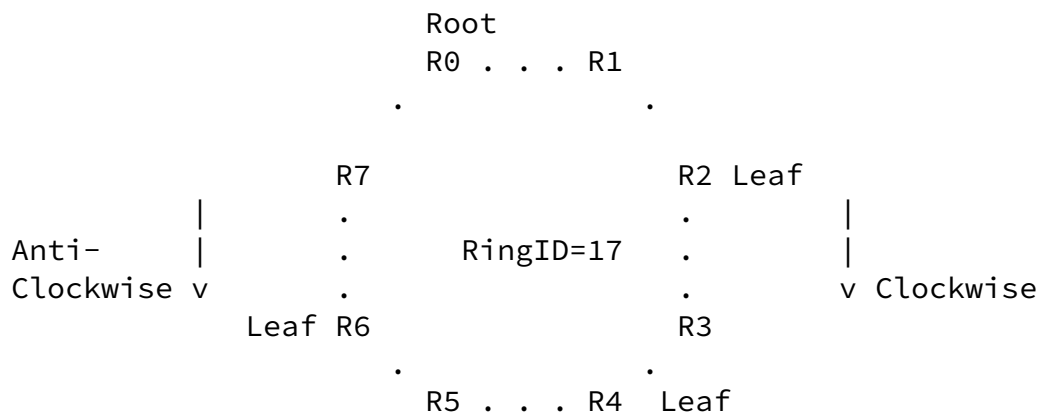 Root
R0 . . . R1
. .
R7 R2 Leaf
| . . |
Anti- | . RingID=17 . |
Clockwise v . . v Clockwise
Leaf R6 R3
. .
R5 . . . R4 Leaf